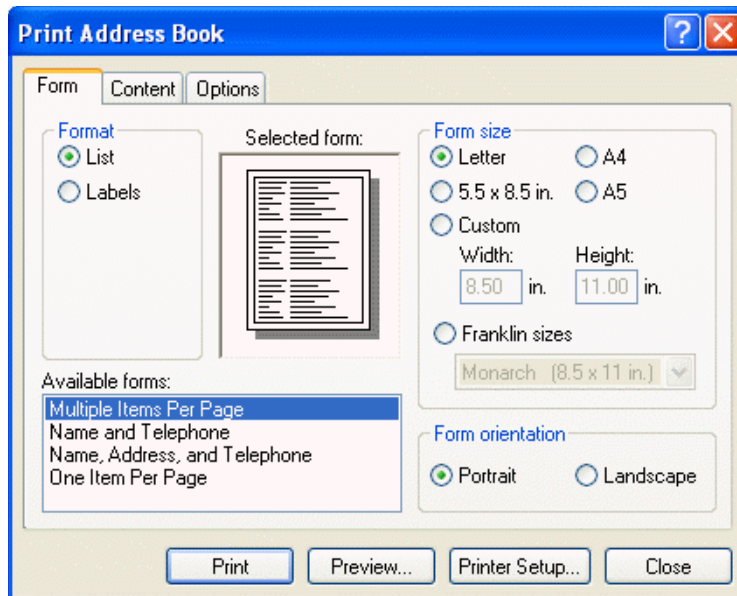 Print Address Book
Form Content Options
Format
List
Labels
Selected form:
Form size
Letter A4
5.5 x 8.5 in. A5
Custom
Width: Height:
8.50 in. 11.00 in.
Franklin sizes
Monarch (8.5 x 11 in.)
Available forms:
Multiple Items Per Page
Name and Telephone
Name, Address, and Telephone
One Item Per Page
Form orientation
Portrait Landscape
Print Preview... Printer Setup... Close